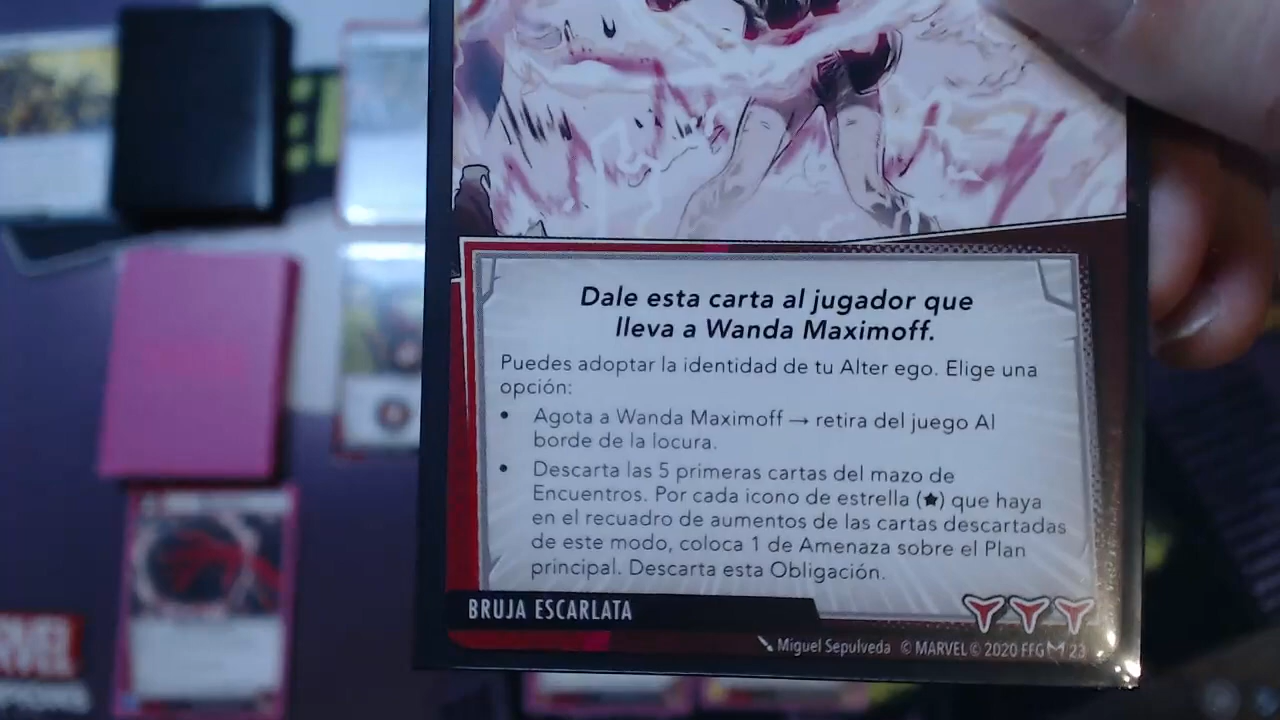 Dale esta carta al jugador que
lleva a Wanda Maximoff.
Puedes adoptar la identidad de tu Alter ego. Elige una
opción:
• Agota a Wanda Maximoff → retira del juego Al
borde de la locura.
• Descarta las 5 primeras cartas del mazo de
Encuentros. Por cada icono de estrella (★) que haya
en el recuadro de aumentos de las cartas descartadas
de este modo, coloca 1 de Amenaza sobre el Plan
principal. Descarta esta Obligación.
BRUJA ESCARLATA
Miguel Sepulveda © MARVEL © 2020 FFG 23